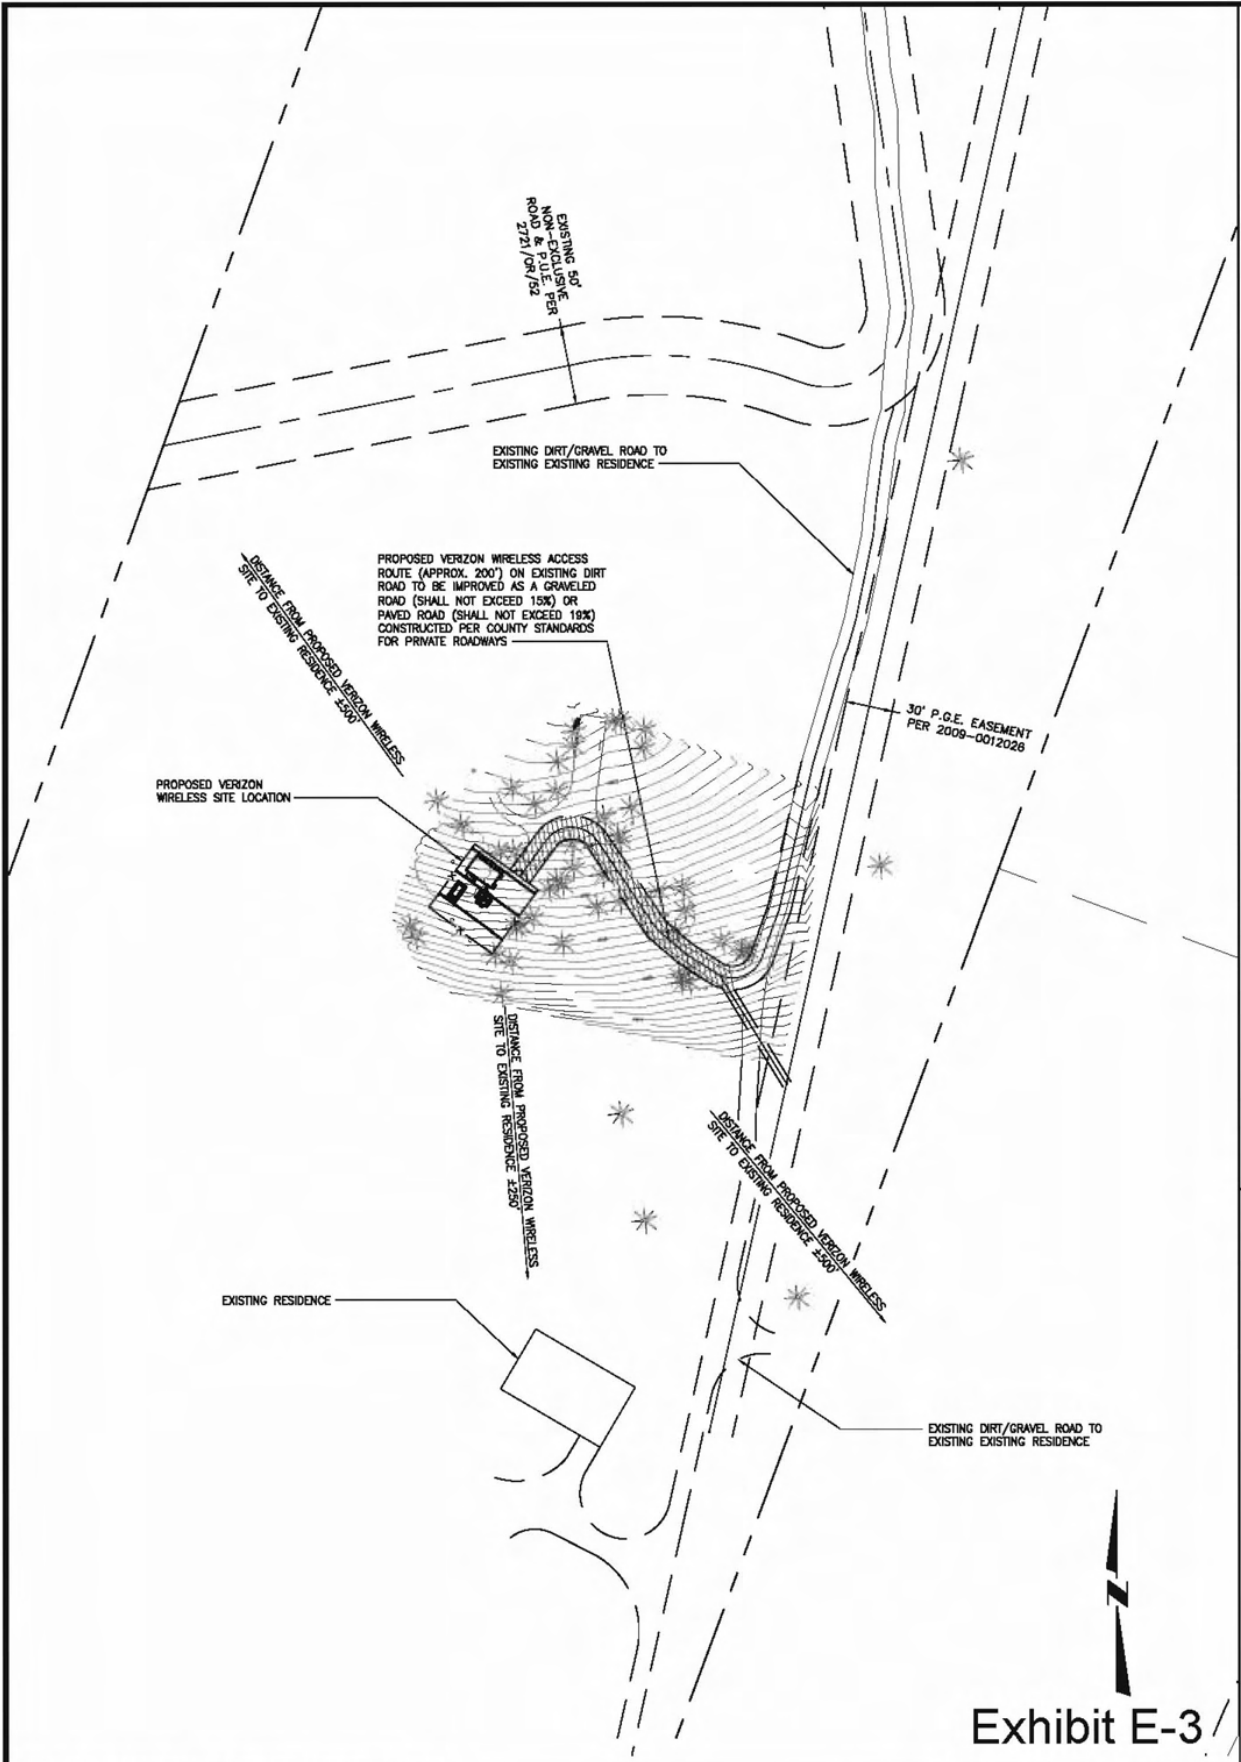 EXISTING 50'
NON-EXCLUSIVE
ROAD & P.U.E. PER
2721/OR/52
EXISTING DIRT/GRAVEL ROAD TO
EXISTING EXISTING RESIDENCE
DISTANCE FROM PROPOSED VERIZON WIRELESS
SITE TO EXISTING RESIDENCE ±500'
PROPOSED VERIZON WIRELESS ACCESS
ROUTE (APPROX. 200') ON EXISTING DIRT
ROAD TO BE IMPROVED AS A GRAVELED
ROAD (SHALL NOT EXCEED 15%) OR
PAVED ROAD (SHALL NOT EXCEED 19%)
CONSTRUCTED PER COUNTY STANDARDS
FOR PRIVATE ROADWAYS
30' P.G.E. EASEMENT
PER 2009-0012026
PROPOSED VERIZON
WIRELESS SITE LOCATION
DISTANCE FROM PROPOSED VERIZON WIRELESS
SITE TO EXISTING RESIDENCE ±250'
DISTANCE FROM PROPOSED VERIZON WIRELESS
SITE TO EXISTING RESIDENCE ±500'
EXISTING RESIDENCE
EXISTING DIRT/GRAVEL ROAD TO
EXISTING EXISTING RESIDENCE
N
Exhibit E-3